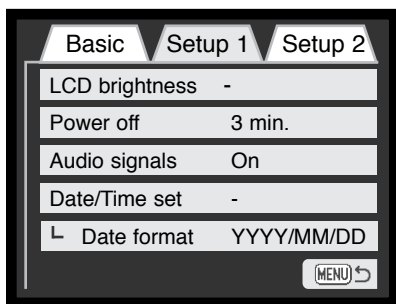 Basic Setup 1 Setup 2
LCD brightness -
Power off 3 min.
Audio signals On
Date/Time set -
Date format YYYY/MM/DD
MENU